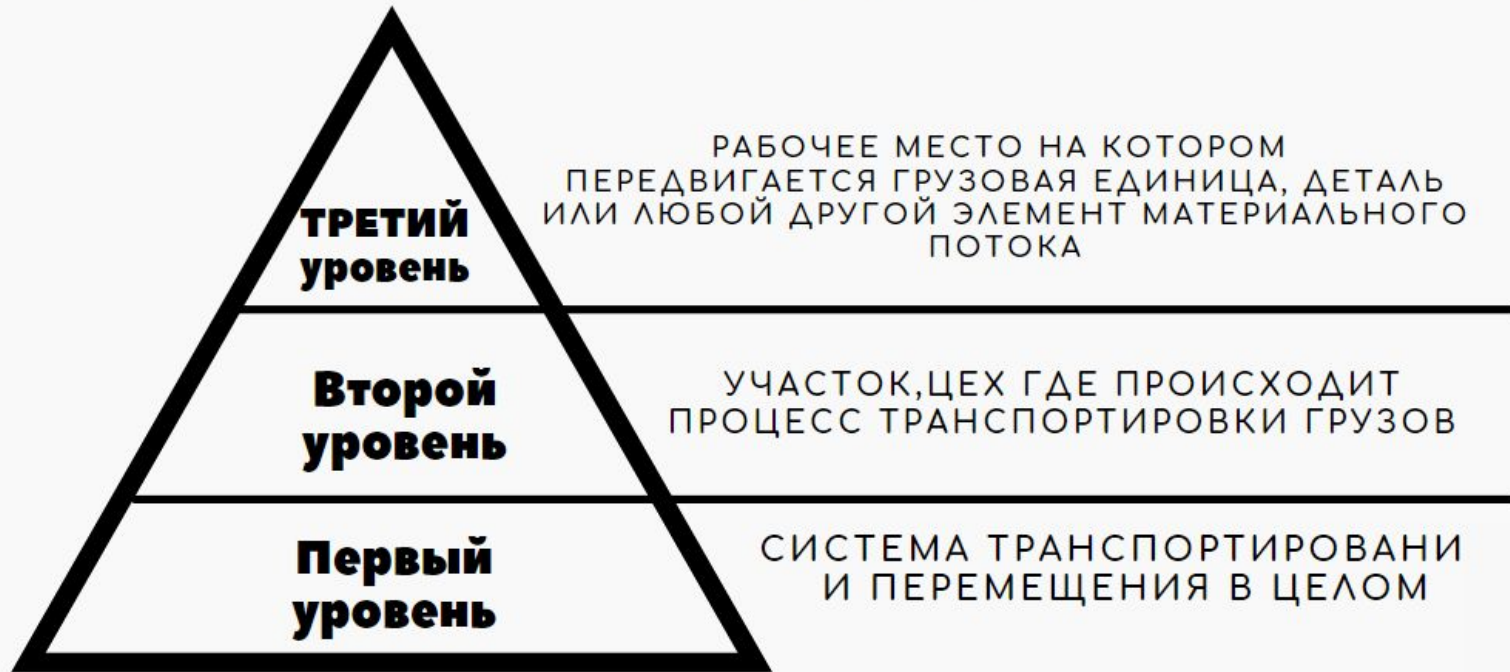 РАБОЧЕЕ МЕСТО НА КОТОРОМ
ПЕРЕДВИГАЕТСЯ ГРУЗОВАЯ ЕДИНИЦА, ДЕТАЛЬ
ИЛИ ЛЮБОЙ ДРУГОЙ ЭЛЕМЕНТ МАТЕРИАЛЬНОГО
ПОТОКА
ТРЕТИЙ
уровень
УЧАСТОК,ЦЕХ ГДЕ ПРОИСХОДИТ
ПРОЦЕСС ТРАНСПОРТИРОВКИ ГРУЗОВ
Второй
уровень
СИСТЕМА ТРАНСПОРТИРОВАНИ
И ПЕРЕМЕЩЕНИЯ В ЦЕЛОМ
Первый
уровень